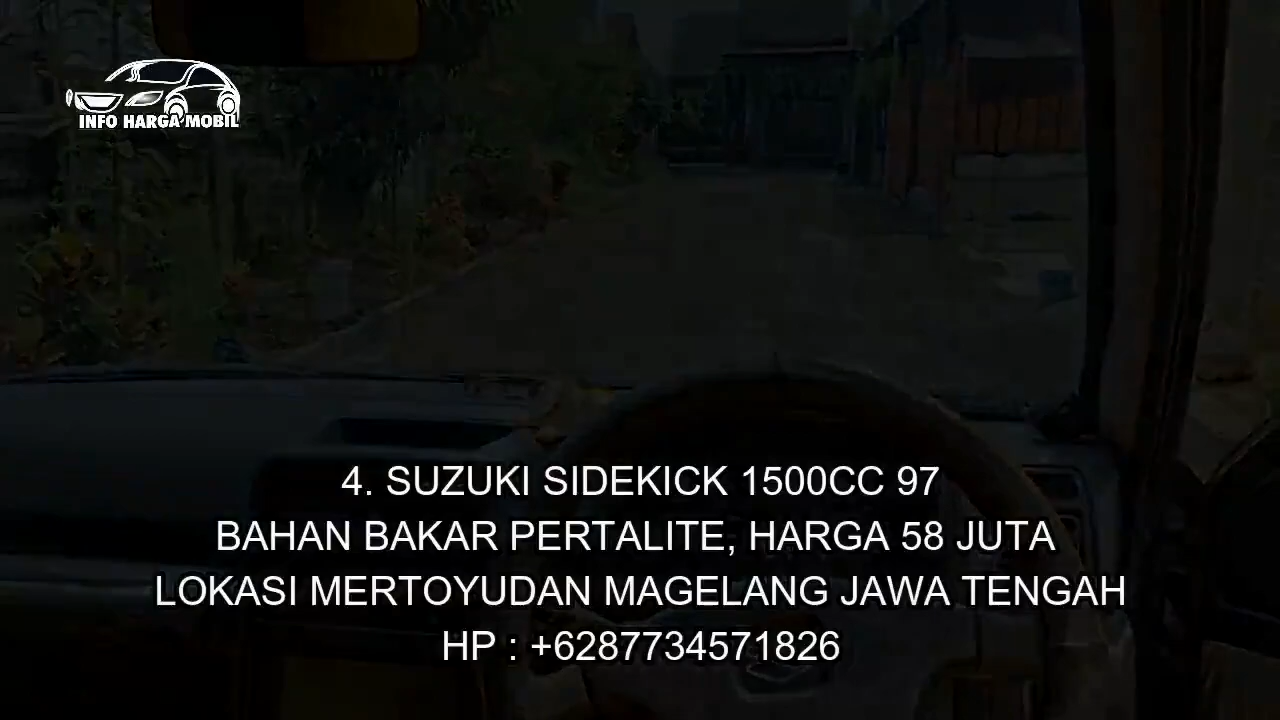 INFO HARGA MOBIL
4. SUZUKI SIDEKICK 1500CC 97
BAHAN BAKAR PERTALITE, HARGA 58 JUTA
LOKASI MERTOYUDAN MAGELANG JAWA TENGAH
HP : +6287734571826